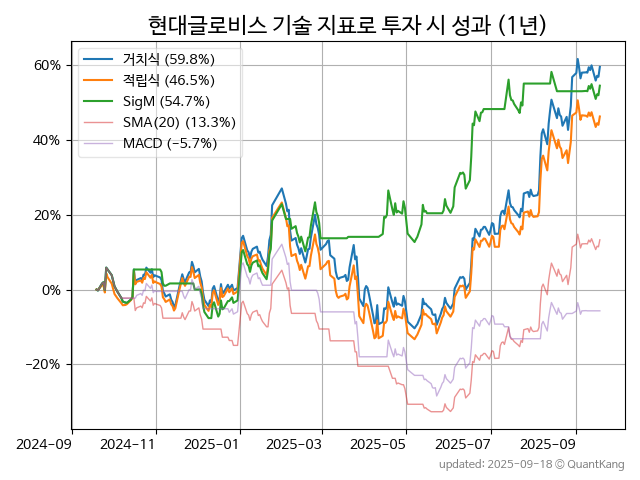 현대글로비스 기술 지표로 투자 시 성과 (1년)
거치식 (59.8%)
적립식 (46.5%)
SigM (54.7%)
SMA(20) (13.3%)
MACD (−5.7%)
60%
40%
20%
0%
−20%
2024-09 2024-11 2025-01 2025-03 2025-05 2025-07 2025-09
updated: 2025-09-18 ⓒ QuantKang